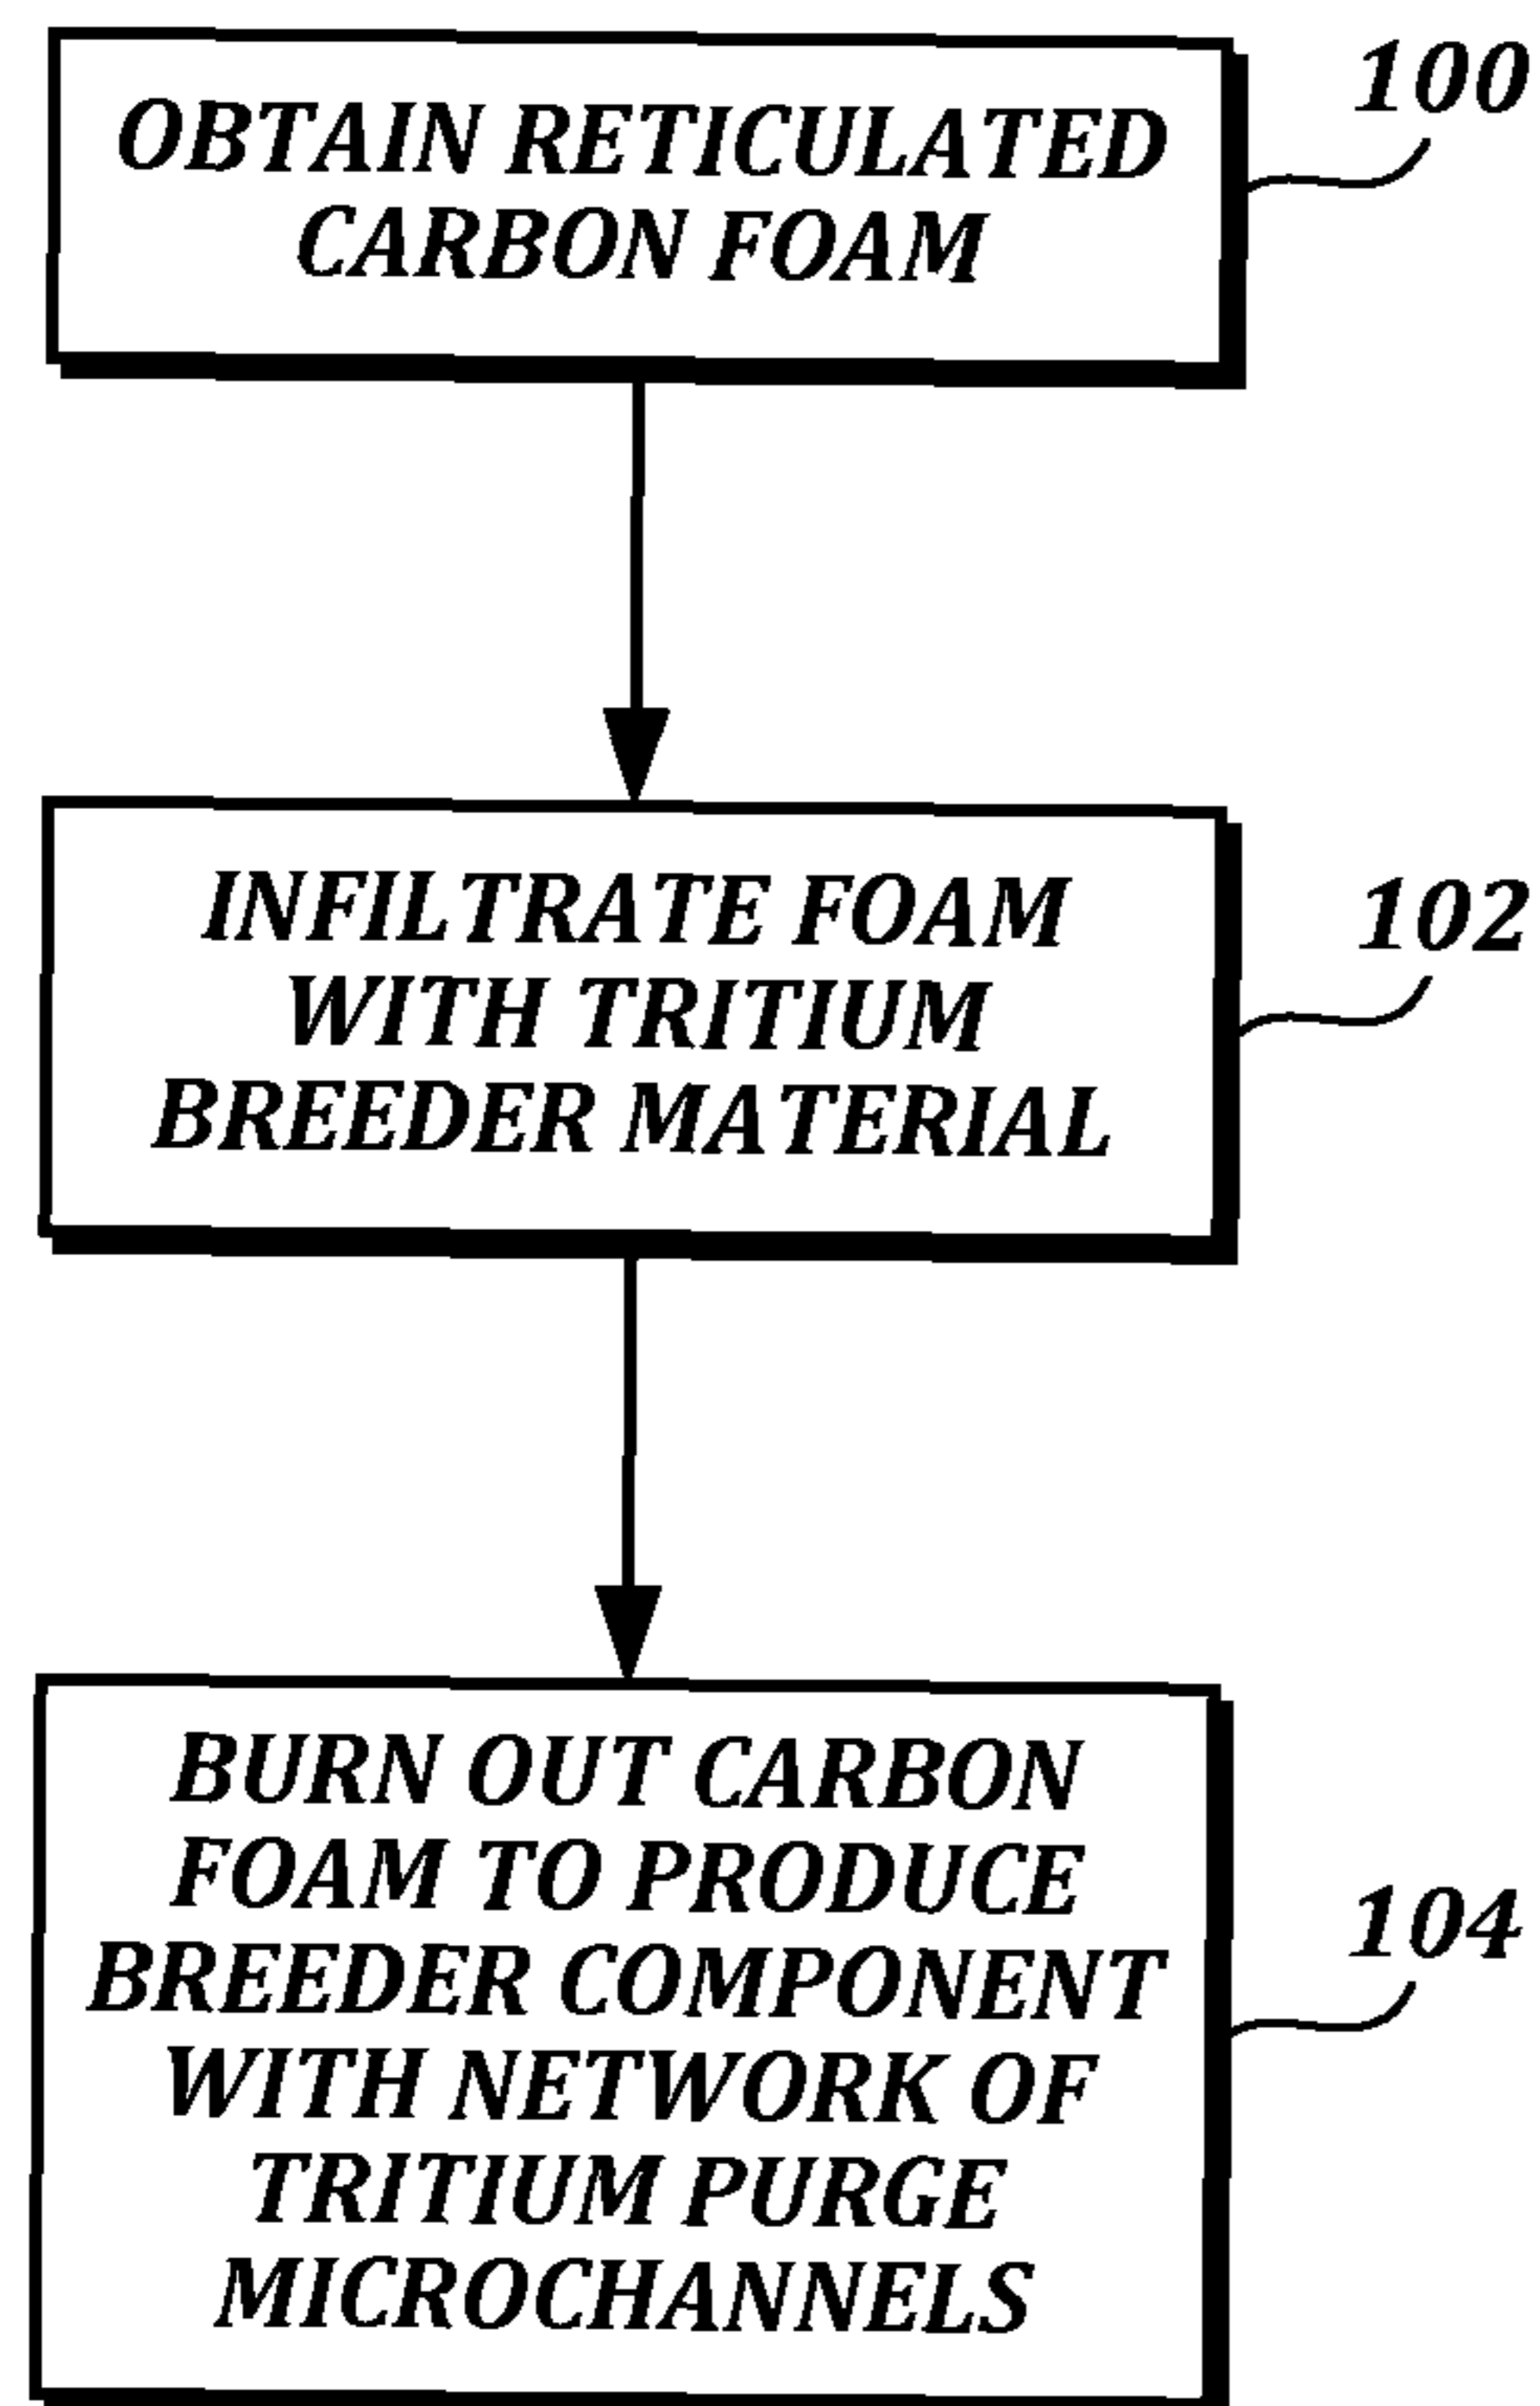 OBTAIN RETICULATED
CARBON FOAM
100
INFILTRATE FOAM
WITH TRITIUM
BREEDER MATERIAL
102
BURN OUT CARBON
FOAM TO PRODUCE
BREEDER COMPONENT
WITH NETWORK OF
TRITIUM PURGE
MICROCHANNELS
104